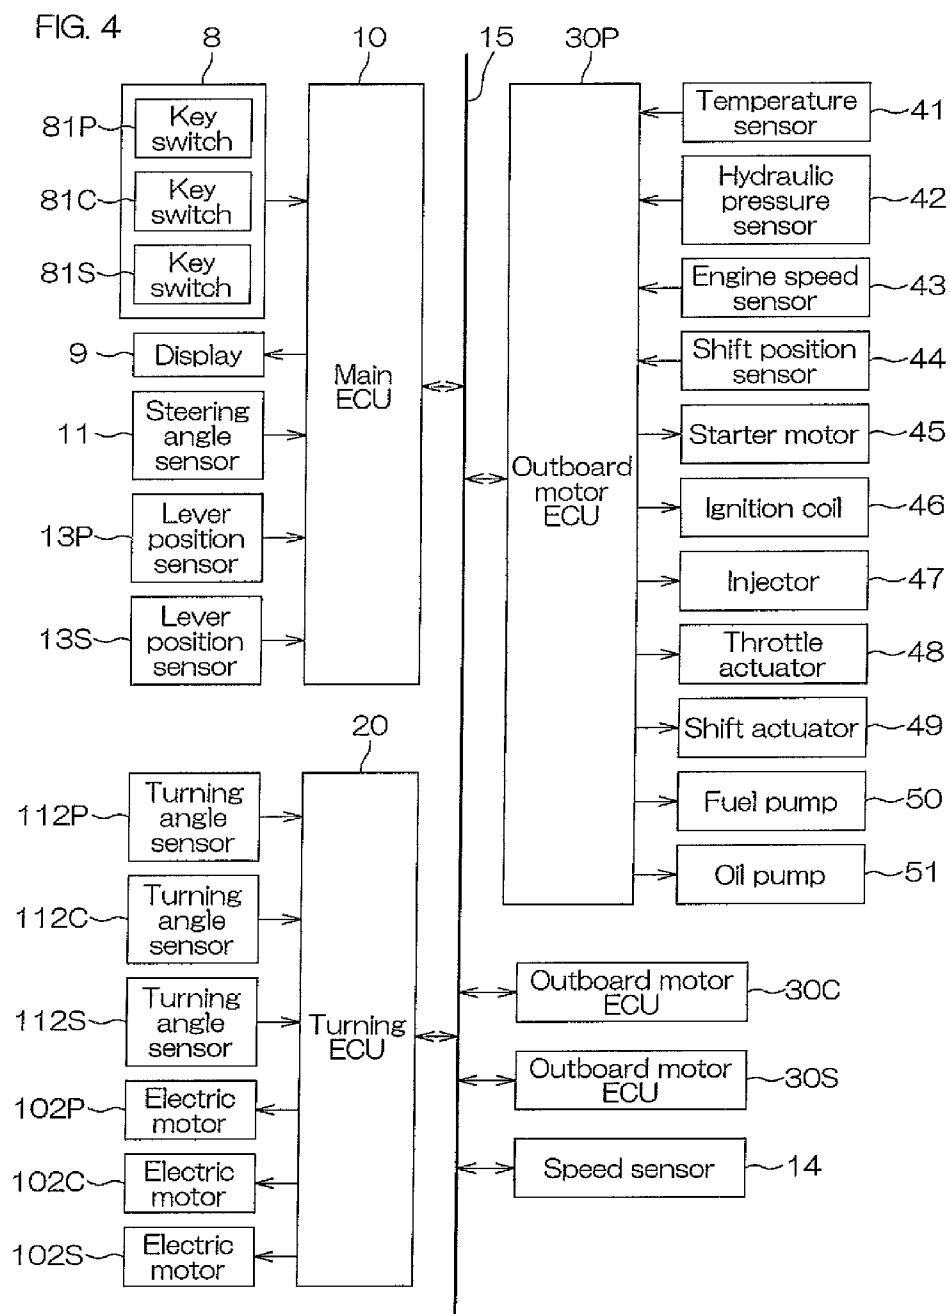 FIG. 4
8
10
15
30P
81P
Key
switch
81C
Key
switch
81S
Key
switch
9
Display
11
Steering
angle
sensor
13P
Lever
position
sensor
13S
Lever
position
sensor
Main
ECU
Outboard
motor
ECU
Temperature
sensor
41
Hydraulic
pressure
sensor
42
Engine speed
sensor
43
Shift position
sensor
44
Starter motor
45
Ignition coil
46
Injector
47
Throttle
actuator
48
Shift actuator
49
Fuel pump
50
Oil pump
51
20
112P
Turning
angle
sensor
112C
Turning
angle
sensor
112S
Turning
angle
sensor
102P
Electric
motor
102C
Electric
motor
102S
Electric
motor
Turning
ECU
Outboard motor
ECU
30C
Outboard motor
ECU
30S
Speed sensor
14